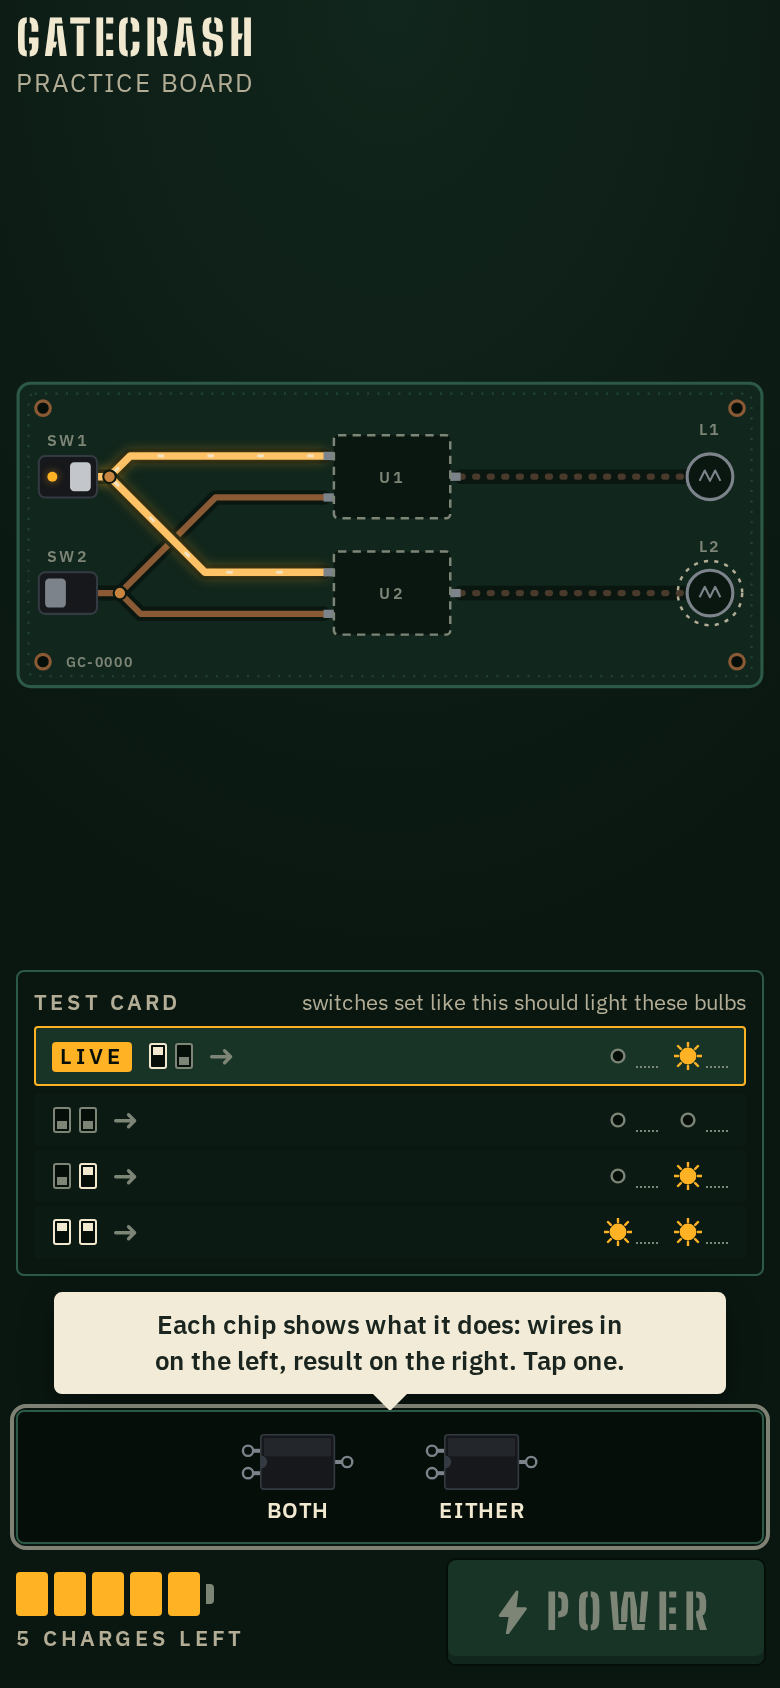 GATECRASH
PRACTICE BOARD
SW1
L1
U1
SW2
L2
U2
GC-0000
TEST CARD switches set like this should light these bulbs
LIVE
Each chip shows what it does: wires in
on the left, result on the right. Tap one.
BOTH EITHER
POWER
5 CHARGES LEFT